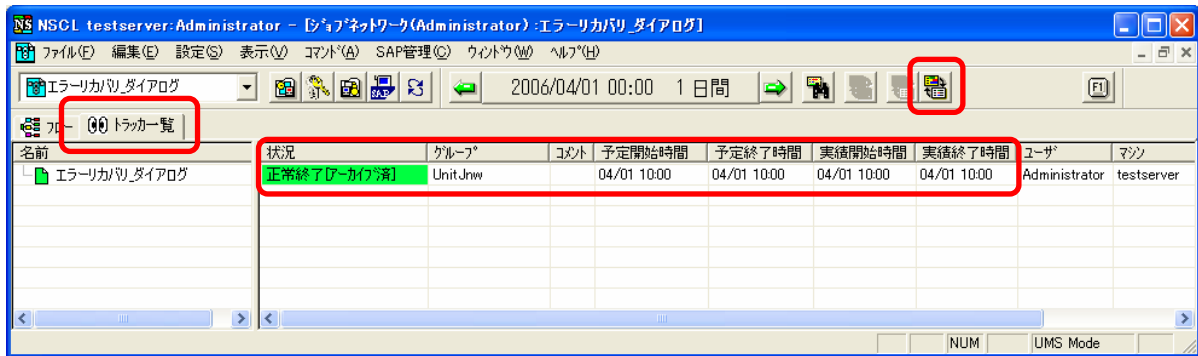 NS NSCL testserver:Administrator - [ｼﾞｮﾌﾞﾈｯﾄﾜｰｸ(Administrator) :エラーリカバリ_ダイアログ]
ﾌｧｲﾙ(F) 編集(E) 設定(S) 表示(V) ｺﾏﾝﾄﾞ(A) SAP管理(C) ｳｨﾝﾄﾞｳ(W) ﾍﾙﾌﾟ(H)
エラーリカバリ_ダイアログ SAP 2006/04/01 00:00 1 日間 F1
フロー トラッカ一覧
名前 状況 ｸﾞﾙｰﾌﾟ ｺﾒﾝﾄ 予定開始時間 予定終了時間 実績開始時間 実績終了時間 ﾕｰｻﾞ ﾏｼﾝ
エラーリカバリ_ダイアログ 正常終了[ｱｰｶｲﾌﾞ済] UnitJnw 04/01 10:00 04/01 10:00 04/01 10:00 04/01 10:00 Administrator testserver
NUM UMS Mode